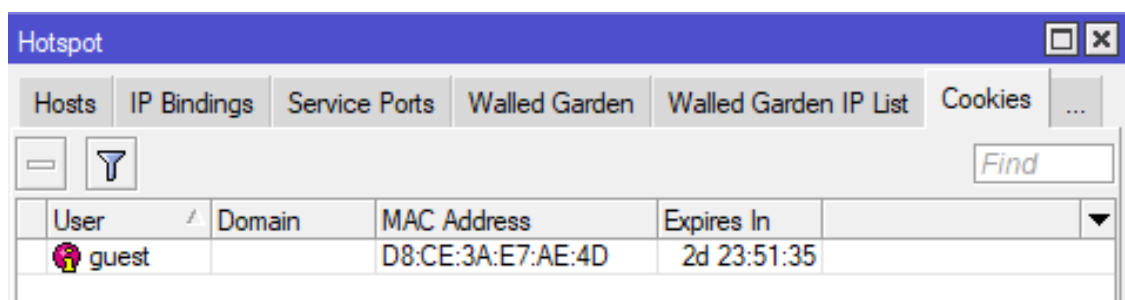 Hotspot
Hosts IP Bindings Service Ports Walled Garden Walled Garden IP List Cookies ...
Find
User Domain MAC Address Expires In
guest D8:CE:3A:E7:AE:4D 2d 23:51:35